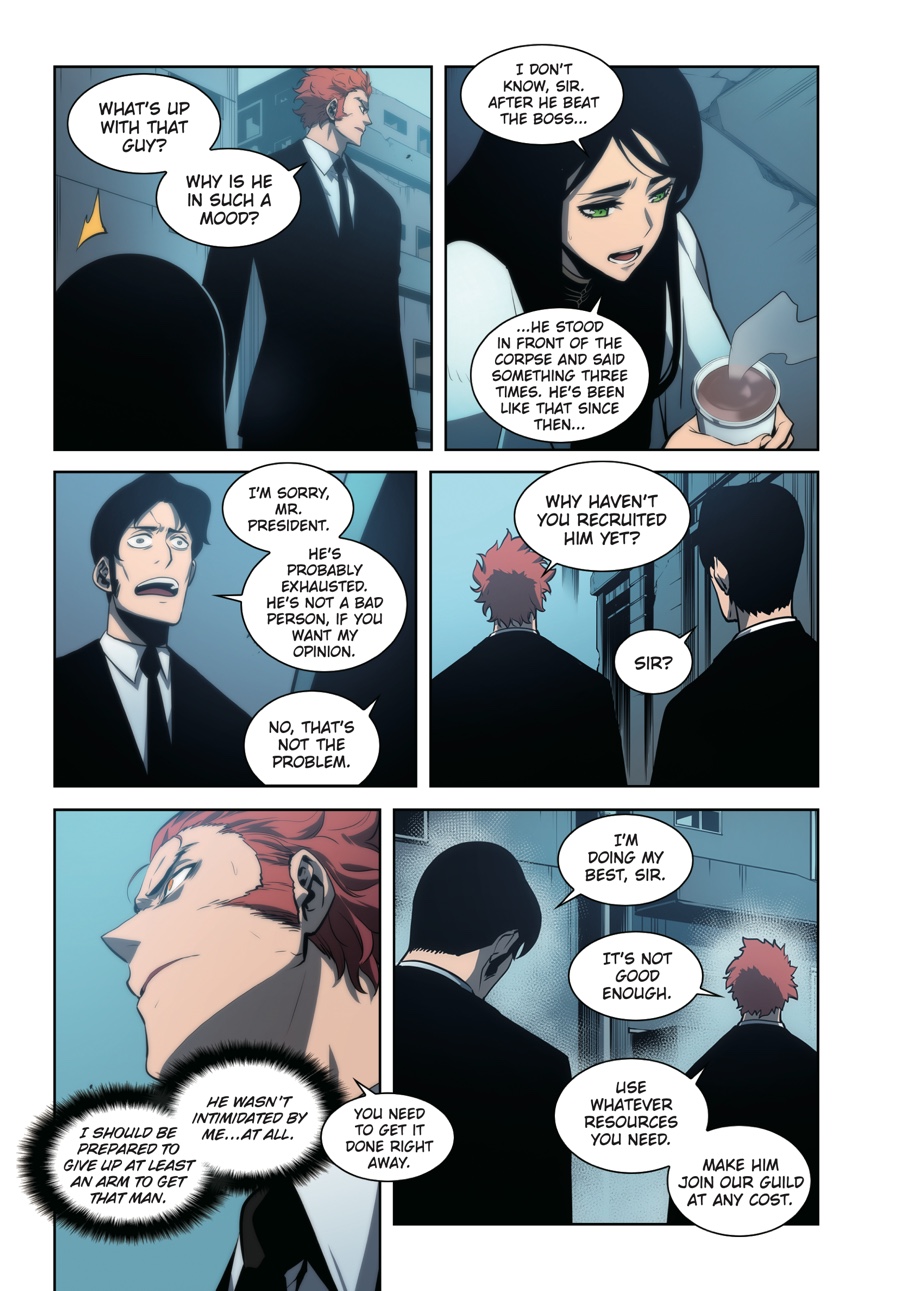 WHAT'S UP
WITH THAT
GUY?
WHY IS HE
IN SUCH A
MOOD?
I DON'T
KNOW, SIR.
AFTER HE BEAT
THE BOSS...
...HE STOOD
IN FRONT OF THE
CORPSE AND SAID
SOMETHING THREE
TIMES. HE'S BEEN
LIKE THAT SINCE
THEN...
I'M SORRY,
MR.
PRESIDENT.
HE'S
PROBABLY
EXHAUSTED.
HE'S NOT A BAD
PERSON, IF YOU
WANT MY
OPINION.
NO, THAT'S
NOT THE
PROBLEM.
WHY HAVEN'T
YOU RECRUITED
HIM YET?
SIR?
HE WASN'T
INTIMIDATED BY
ME...AT ALL.
I SHOULD BE
PREPARED TO
GIVE UP AT LEAST
AN ARM TO GET
THAT MAN.
YOU NEED
TO GET IT
DONE RIGHT
AWAY.
I'M
DOING MY
BEST, SIR.
IT'S NOT
GOOD
ENOUGH.
USE
WHATEVER
RESOURCES
YOU NEED.
MAKE HIM
JOIN OUR GUILD
AT ANY COST.